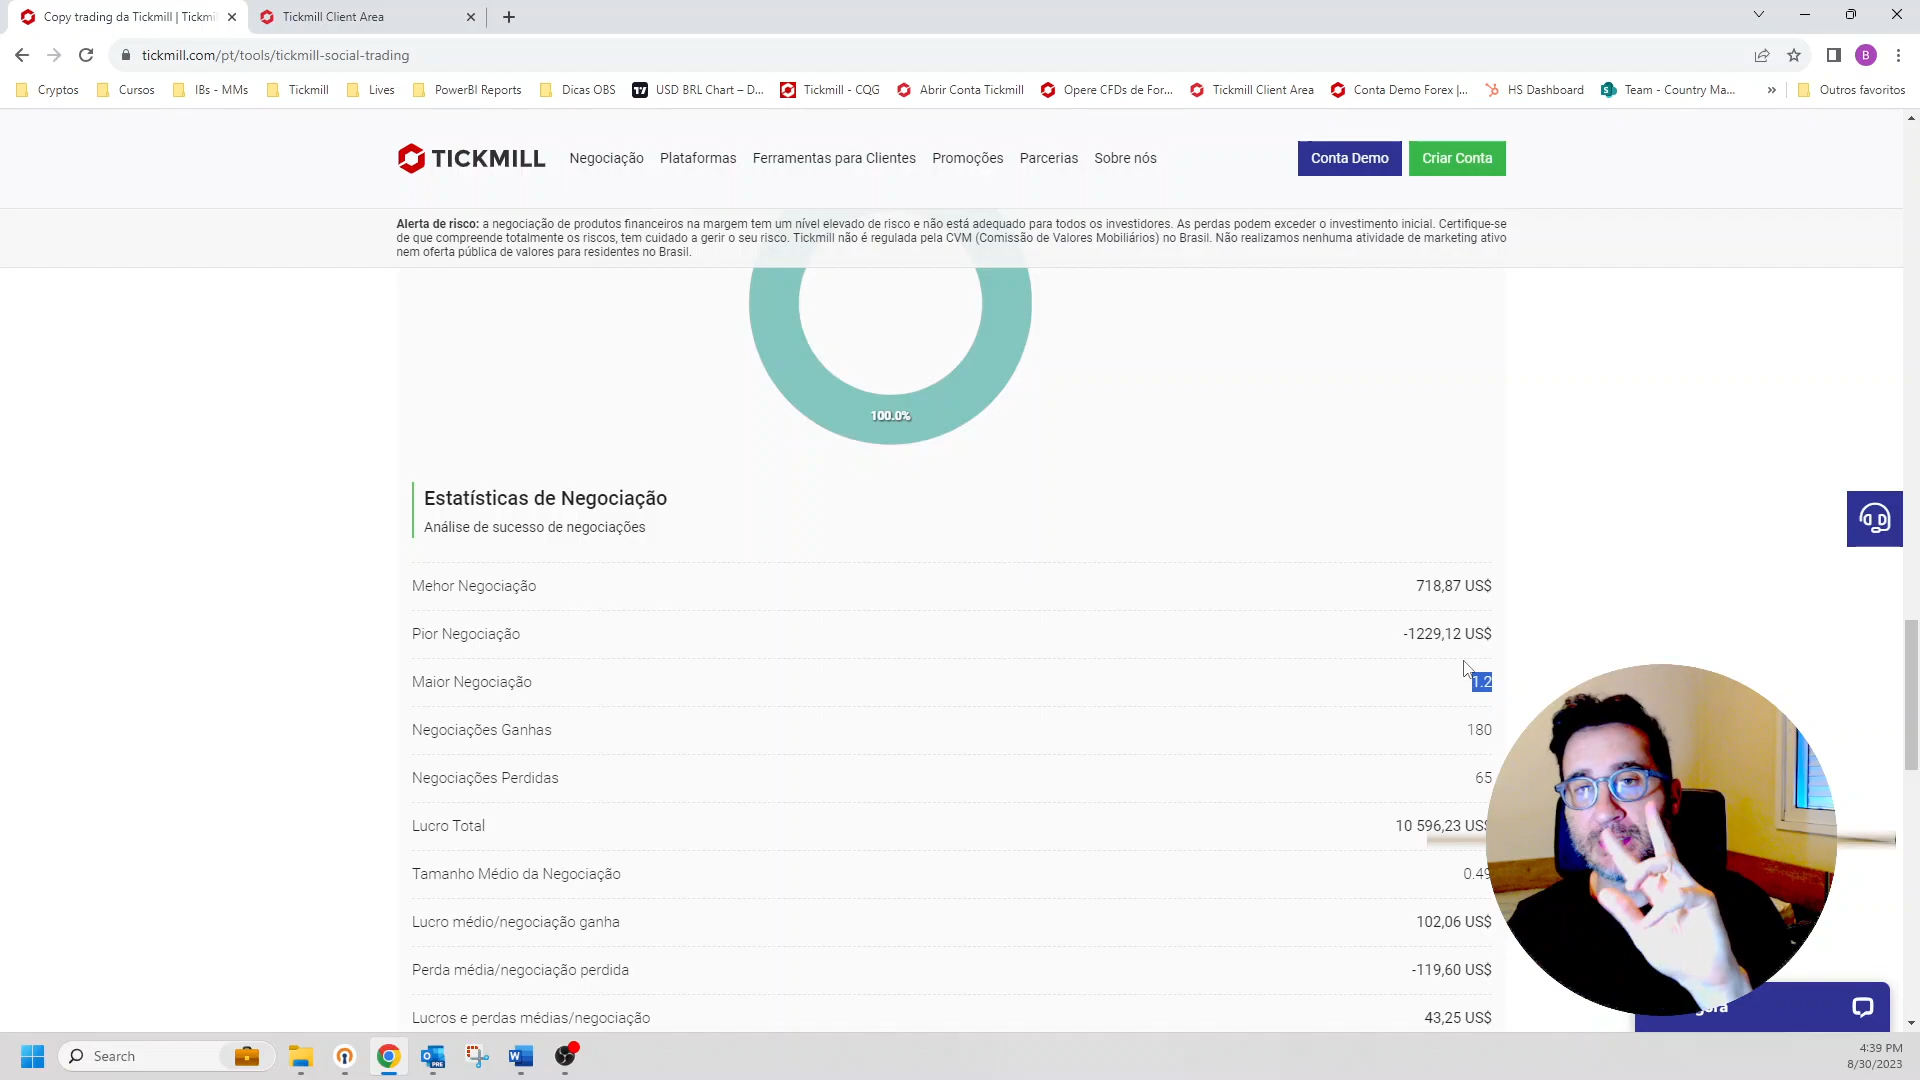 Copy trading da Tickmill | Tickmi
Tickmill Client Area
tickmill.com/pt/tools/tickmill-social-trading
B
Cryptos
Cursos
IBs - MMs
Tickmill
Lives
PowerBI Reports
Dicas OBS
USD BRL Chart – D...
Tickmill - CQG
Abrir Conta Tickmill
Opere CFDs de For...
Tickmill Client Area
Conta Demo Forex |...
HS Dashboard
Team - Country Ma...
»
Outros favoritos
TICKMILL
Negociação
Plataformas
Ferramentas para Clientes
Promoções
Parcerias
Sobre nós
Conta Demo
Criar Conta
Alerta de risco: a negociação de produtos financeiros na margem tem um nível elevado de risco e não está adequado para todos os investidores. As perdas podem exceder o investimento inicial. Certifique-se
de que compreende totalmente os riscos, tem cuidado a gerir o seu risco. Tickmill não é regulada pela CVM (Comissão de Valores Mobiliários) no Brasil. Não realizamos nenhuma atividade de marketing ativo
nem oferta pública de valores para residentes no Brasil.
100.0%
Estatísticas de Negociação
Análise de sucesso de negociações
Mehor Negociação 718,87 US$
Pior Negociação -1229,12 US$
Maior Negociação 1.2
Negociações Ganhas 180
Negociações Perdidas 65
Lucro Total 10 596,23 US$
Tamanho Médio da Negociação 0.49
Lucro médio/negociação ganha 102,06 US$
Perda média/negociação perdida -119,60 US$
Lucros e perdas médias/negociação 43,25 US$
Search
4:39 PM
8/30/2023